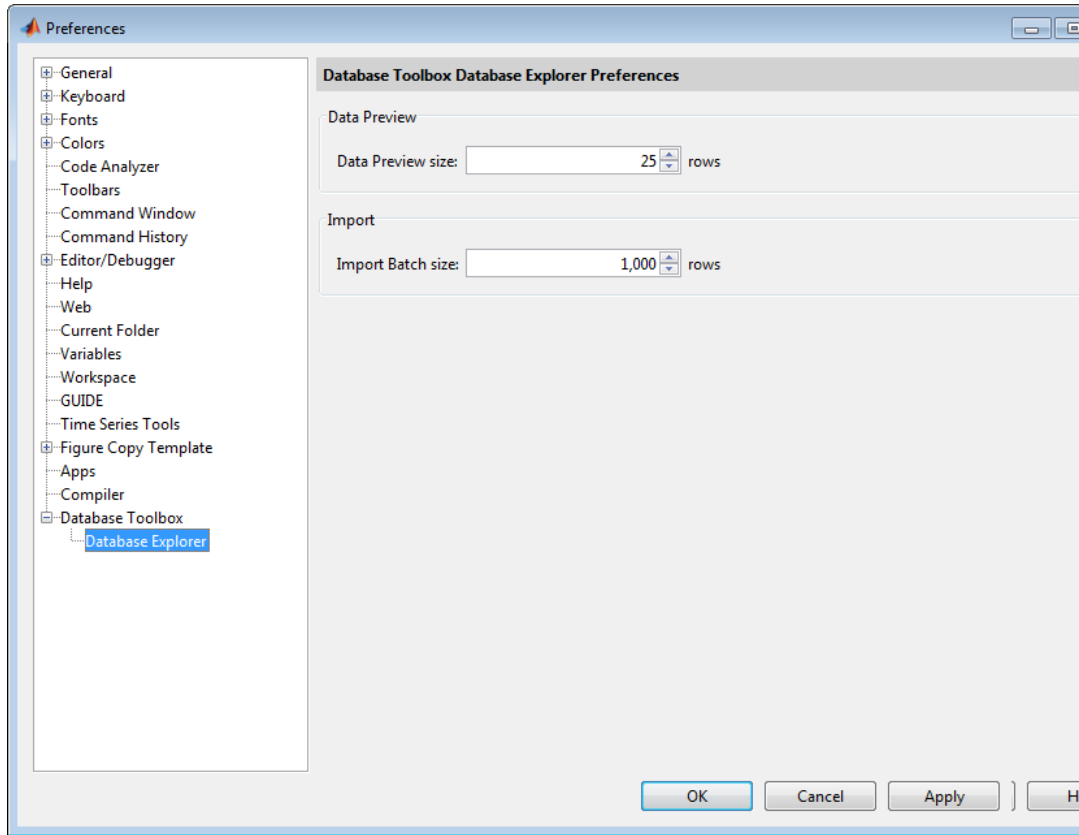 Preferences
General
Keyboard
Fonts
Colors
Code Analyzer
Toolbars
Command Window
Command History
Editor/Debugger
Help
Web
Current Folder
Variables
Workspace
GUIDE
Time Series Tools
Figure Copy Template
Apps
Compiler
Database Toolbox
Database Explorer
Database Toolbox Database Explorer Preferences
Data Preview
Data Preview size: 25 rows
Import
Import Batch size: 1,000 rows
OK Cancel Apply